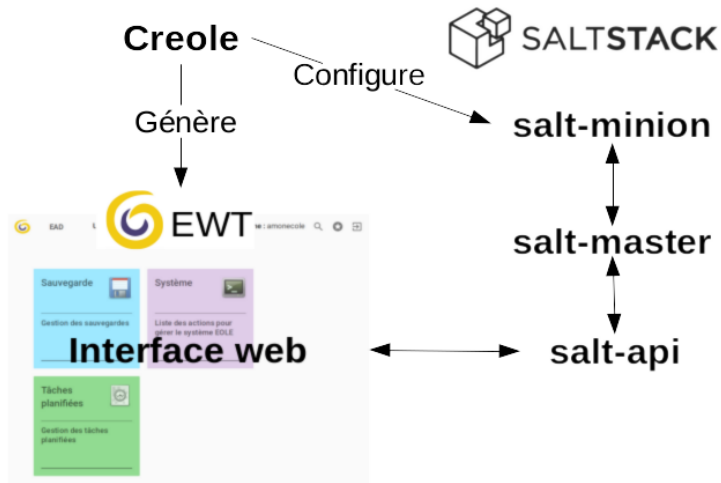 Creole
SALTSTACK
Configure
Génère
salt-minion
EWT
EAD
: amonecole
salt-master
Sauvegarde
Système
Gestion des sauvegardes
Liste des actions pour
gérer le système EOLE
Interface web
salt-api
Tâches
planifiées
Gestion des tâches
planifiées